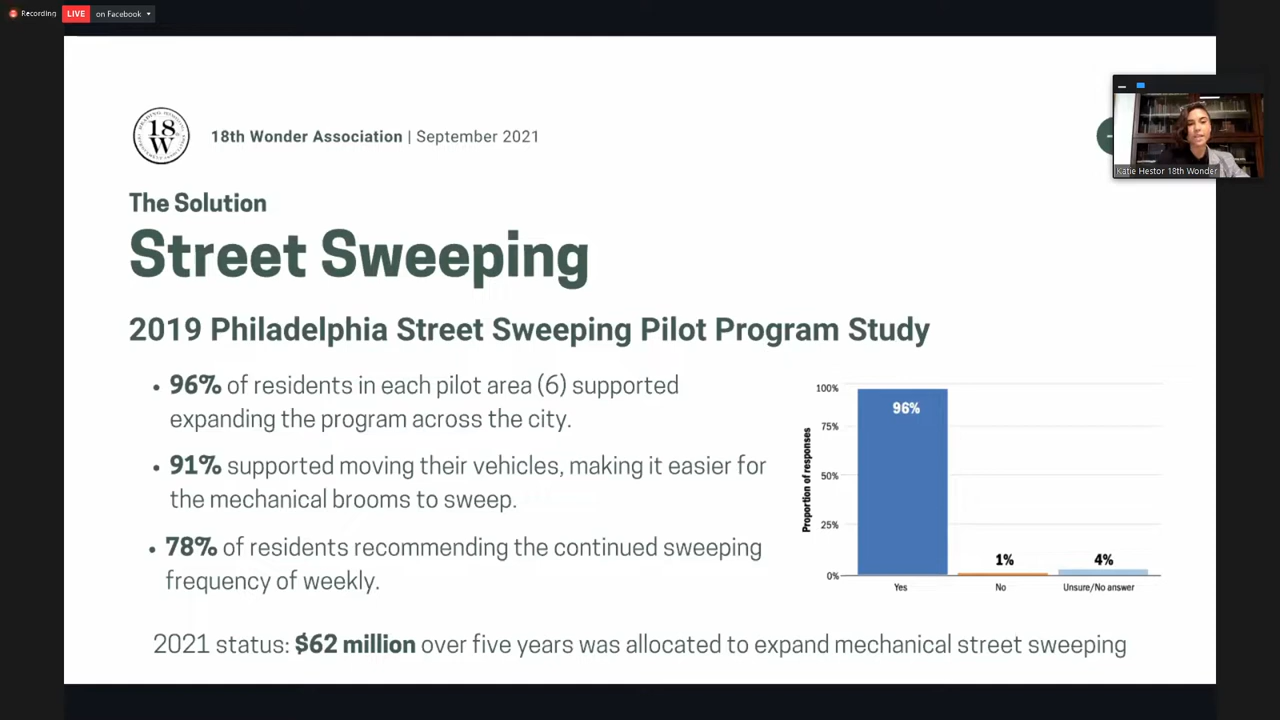 Recording
LIVE
on Facebook
18
W
18th Wonder Association | September 2021
Katie Hestor 18th Wonder
The Solution
Street Sweeping
2019 Philadelphia Street Sweeping Pilot Program Study
• 96% of residents in each pilot area (6) supported
expanding the program across the city.
• 91% supported moving their vehicles, making it easier for
the mechanical brooms to sweep.
• 78% of residents recommending the continued sweeping
frequency of weekly.
Proportion of responses
100%
75%
50%
25%
0%
96%
1%
4%
Yes
No
Unsure/No answer
2021 status: $62 million over five years was allocated to expand mechanical street sweeping